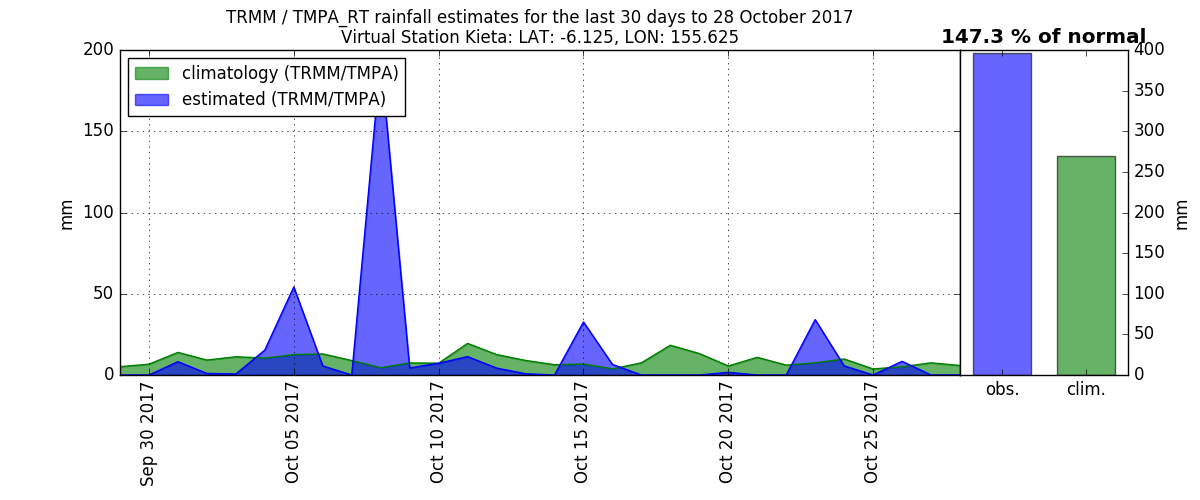 TRMM / TMPA_RT rainfall estimates for the last 30 days to 28 October 2017
Virtual Station Kieta: LAT: -6.125, LON: 155.625
147.3 % of normal
climatology (TRMM/TMPA)
estimated (TRMM/TMPA)
200
150
100
50
0
mm
Sep 30 2017
Oct 05 2017
Oct 10 2017
Oct 15 2017
Oct 20 2017
Oct 25 2017
400
350
300
250
200
150
100
50
0
mm
obs.
clim.